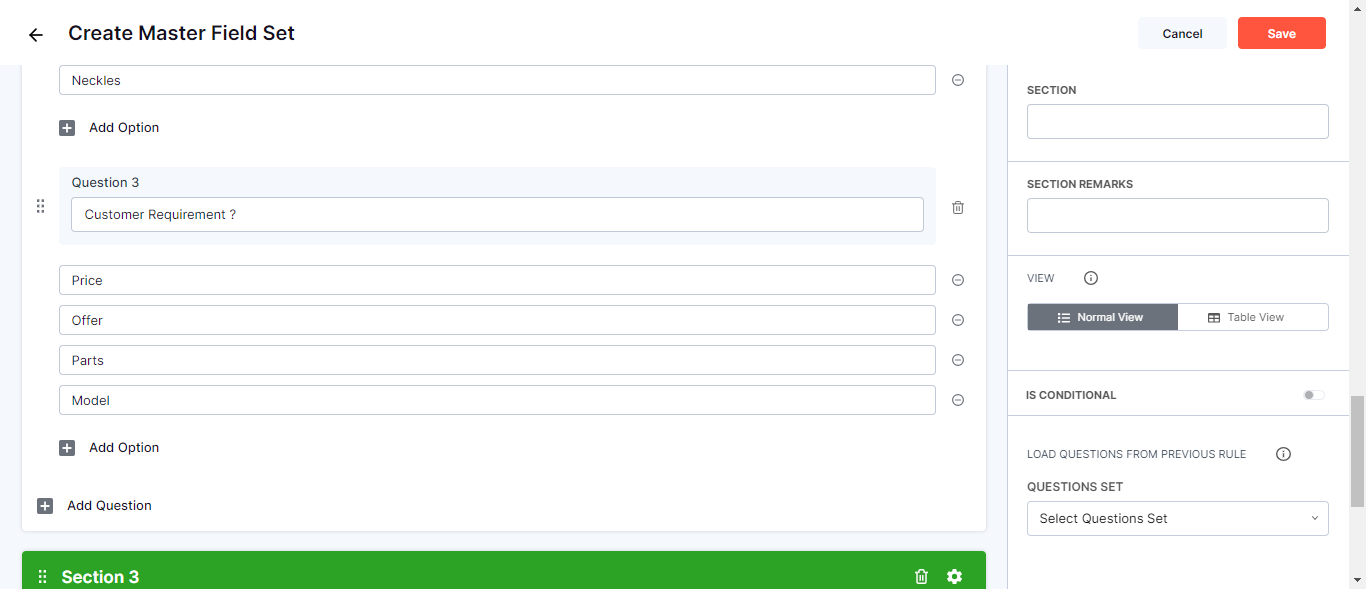 Create Master Field Set
Cancel
Save
Neckles
Add Option
Question 3
Customer Requirement ?
Price
Offer
Parts
Model
Add Option
Add Question
Section 3
SECTION
SECTION REMARKS
VIEW
Normal View
Table View
IS CONDITIONAL
LOAD QUESTIONS FROM PREVIOUS RULE
QUESTIONS SET
Select Questions Set